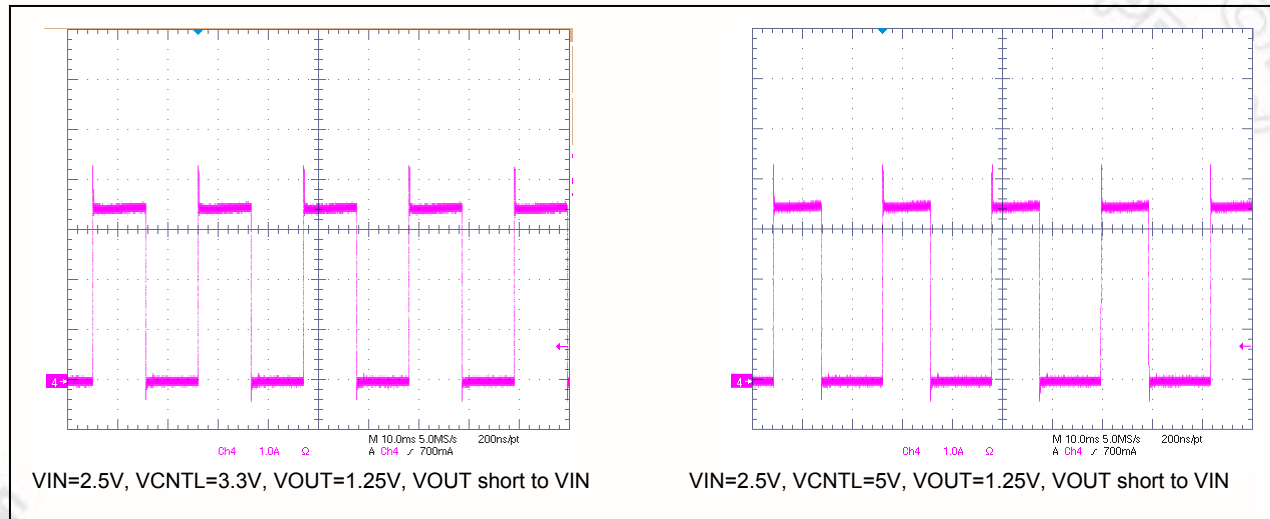 4
M 10.0ms 5.0MS/s 200ns/pt
Ch4 1.0A Ω A Ch4 700mA
VIN=2.5V, VCNTL=3.3V, VOUT=1.25V, VOUT short to VIN
4
M 10.0ms 5.0MS/s 200ns/pt
Ch4 1.0A Ω A Ch4 700mA
VIN=2.5V, VCNTL=5V, VOUT=1.25V, VOUT short to VIN